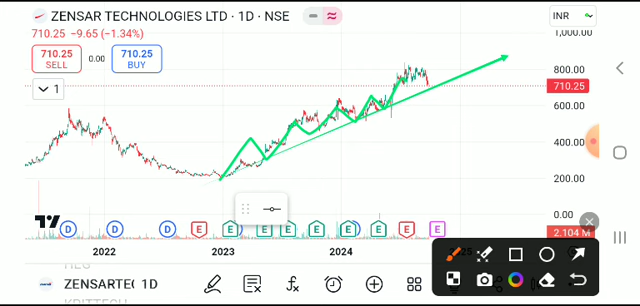 ZENSAR TECHNOLOGIES LTD · 1D · NSE
INR
710.25 −9.65 (−1.34%)
1,000.00
710.25
SELL
0.00
710.25
BUY
800.00
710.25
1
600.00
400.00
200.00
0.00
D D D E E E E E D E E E
2.104 M
2022 2023 2024 2025
ZENSARTEC 1D